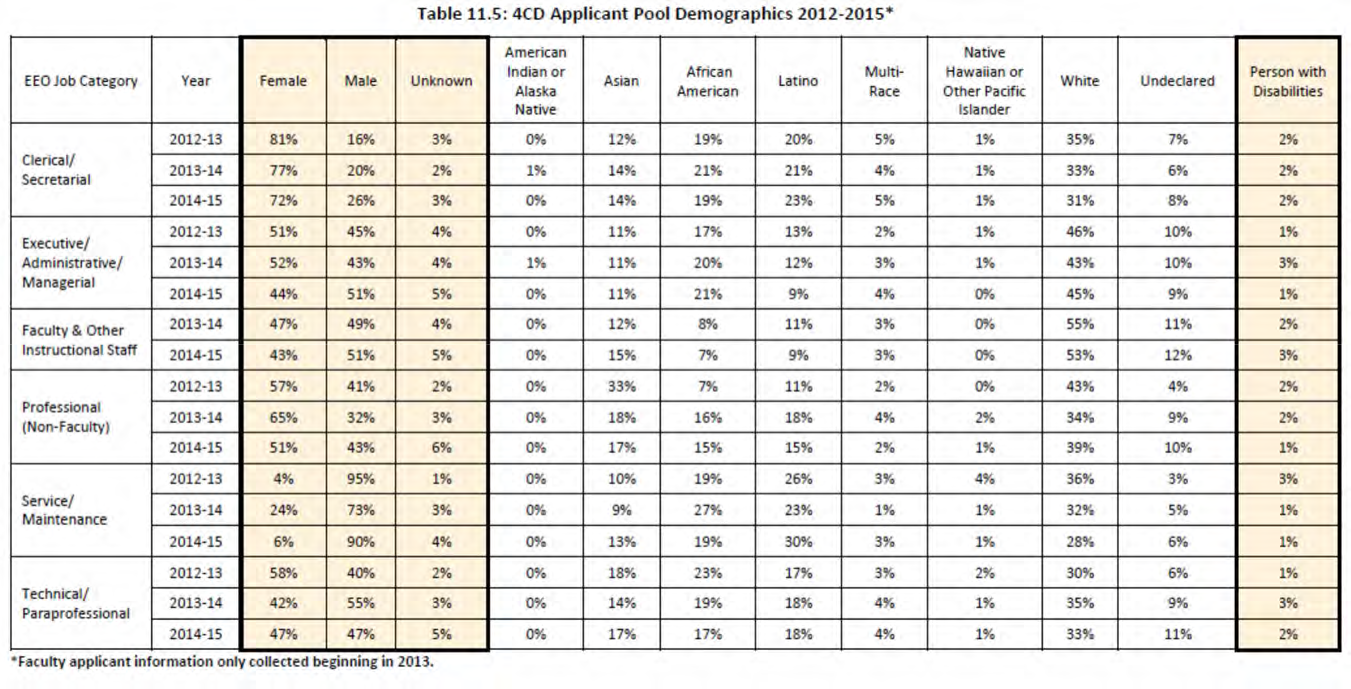 Table 11.5: 4CD Applicant Pool Demographics 2012-2015*
EEO Job Category Year Female Male Unknown American Indian or Alaska Native Asian African American Latino Multi-Race Native Hawaiian or Other Pacific Islander White Undeclared Person with Disabilities
Clerical/ Secretarial
2012-13 81% 16% 3% 0% 12% 19% 20% 5% 1% 35% 7% 2%
2013-14 77% 20% 2% 1% 14% 21% 21% 4% 1% 33% 6% 2%
2014-15 72% 26% 3% 0% 14% 19% 23% 5% 1% 31% 8% 2%
Executive/ Administrative/ Managerial
2012-13 51% 45% 4% 0% 11% 17% 13% 2% 1% 46% 10% 1%
2013-14 52% 43% 4% 1% 11% 20% 12% 3% 1% 43% 10% 3%
2014-15 44% 51% 5% 0% 11% 21% 9% 4% 0% 45% 9% 1%
Faculty & Other Instructional Staff
2013-14 47% 49% 4% 0% 12% 8% 11% 3% 0% 55% 11% 2%
2014-15 43% 51% 5% 0% 15% 7% 9% 3% 0% 53% 12% 3%
Professional (Non-Faculty)
2012-13 57% 41% 2% 0% 33% 7% 11% 2% 0% 43% 4% 2%
2013-14 65% 32% 3% 0% 18% 16% 18% 4% 2% 34% 9% 2%
2014-15 51% 43% 6% 0% 17% 15% 15% 2% 1% 39% 10% 1%
Service/ Maintenance
2012-13 4% 95% 1% 0% 10% 19% 26% 3% 4% 36% 3% 3%
2013-14 24% 73% 3% 0% 9% 27% 23% 1% 1% 32% 5% 1%
2014-15 6% 90% 4% 0% 13% 19% 30% 3% 1% 28% 6% 1%
Technical/ Paraprofessional
2012-13 58% 40% 2% 0% 18% 23% 17% 3% 2% 30% 6% 1%
2013-14 42% 55% 3% 0% 14% 19% 18% 4% 1% 35% 9% 3%
2014-15 47% 47% 5% 0% 17% 17% 18% 4% 1% 33% 11% 2%
*Faculty applicant information only collected beginning in 2013.